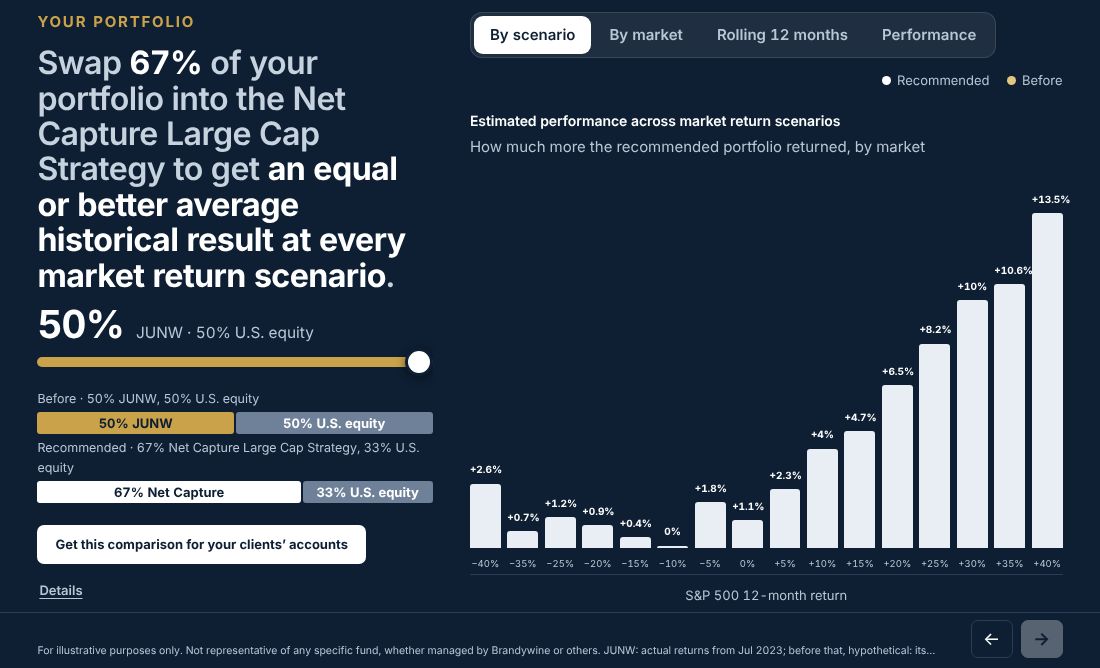 YOUR PORTFOLIO
Swap 67% of your
portfolio into the Net
Capture Large Cap
Strategy to get an equal
or better average
historical result at every
market return scenario.
50% JUNW · 50% U.S. equity
Before · 50% JUNW, 50% U.S. equity
50% JUNW 50% U.S. equity
Recommended · 67% Net Capture Large Cap Strategy, 33% U.S.
equity
67% Net Capture 33% U.S. equity
Get this comparison for your clients’ accounts
Details
By scenario By market Rolling 12 months Performance
Recommended Before
Estimated performance across market return scenarios
How much more the recommended portfolio returned, by market
+2.6% +0.7% +1.2% +0.9% +0.4% 0% +1.8% +1.1% +2.3% +4% +4.7% +6.5% +8.2% +10% +10.6% +13.5%
−40% −35% −25% −20% −15% −10% −5% 0% +5% +10% +15% +20% +25% +30% +35% +40%
S&P 500 12-month return
For illustrative purposes only. Not representative of any specific fund, whether managed by Brandywine or others. JUNW: actual returns from Jul 2023; before that, hypothetical: its…
← →